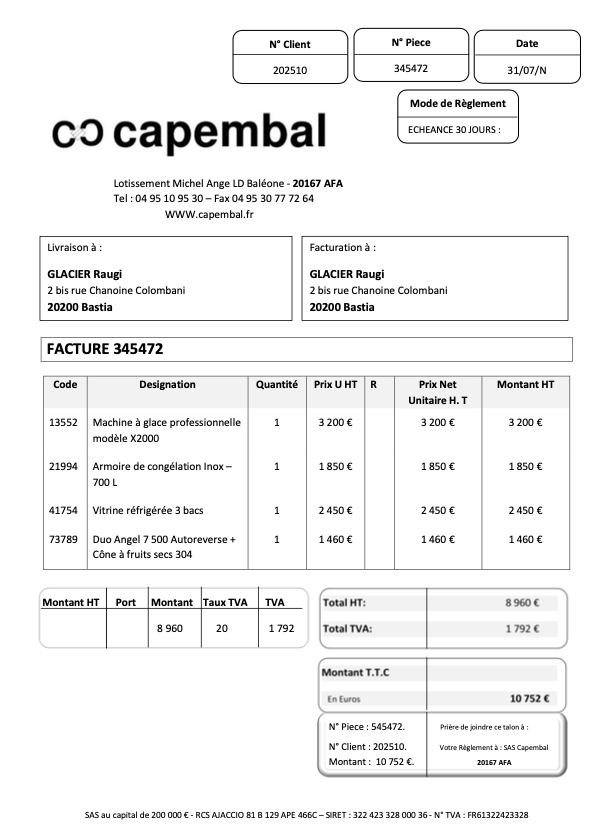 N° Client
202510
N° Piece
345472
Date
31/07/N
Mode de Règlement
ECHEANCE 30 JOURS :
capembal
Lotissement Michel Ange LD Baléone - 20167 AFA
Tel : 04 95 10 95 30 – Fax 04 95 30 77 72 64
WWW.capembal.fr
Livraison à :
GLACIER Raugi
2 bis rue Chanoine Colombani
20200 Bastia
Facturation à :
GLACIER Raugi
2 bis rue Chanoine Colombani
20200 Bastia
FACTURE 345472
Code Designation Quantité Prix U HT R Prix Net Montant HT
Unitaire H. T
13552 Machine à glace professionnelle 1 3 200 € 3 200 € 3 200 €
modèle X2000
21994 Armoire de congélation Inox – 1 1 850 € 1 850 € 1 850 €
700 L
41754 Vitrine réfrigérée 3 bacs 1 2 450 € 2 450 € 2 450 €
73789 Duo Angel 7 500 Autoreverse + 1 1 460 € 1 460 € 1 460 €
Cône à fruits secs 304
Montant HT Port Montant Taux TVA TVA
8 960 20 1 792
Total HT: 8 960 €
Total TVA: 1 792 €
Montant T.T.C
En Euros 10 752 €
N° Piece : 545472.
N° Client : 202510.
Montant : 10 752 €.
Prière de joindre ce talon à :
Votre Règlement à : SAS Capembal
20167 AFA
SAS au capital de 200 000 € - RCS AJACCIO 81 B 129 APE 466C – SIRET : 322 423 328 000 36 - N° TVA : FR61322423328